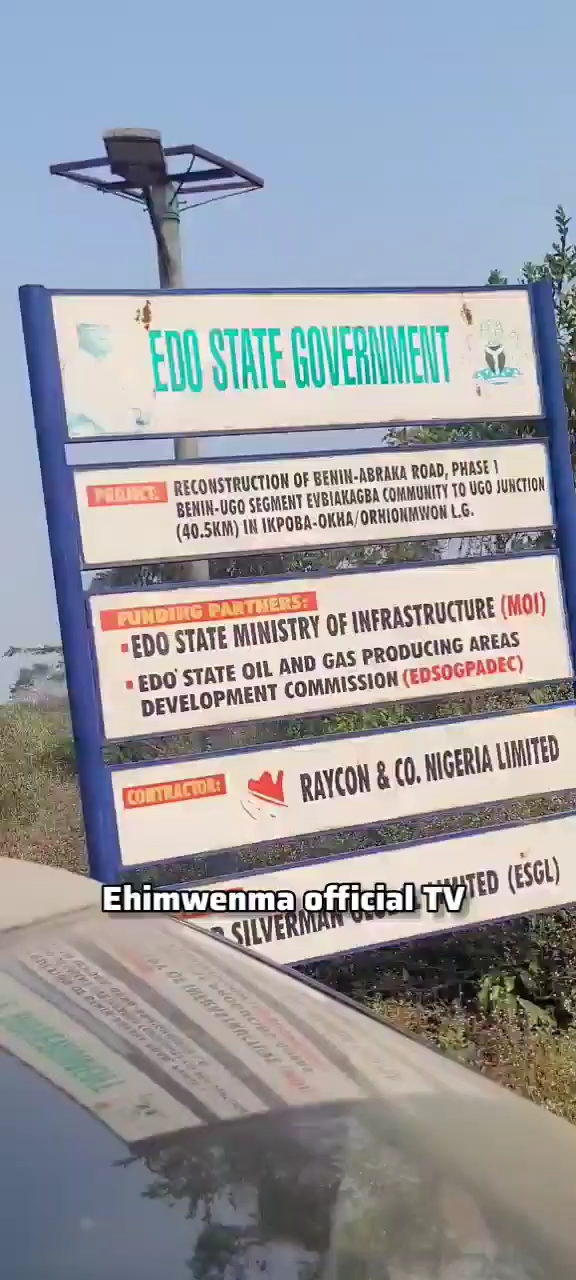 EDO STATE GOVERNMENT
PROJECT: RECONSTRUCTION OF BENIN-ABRAKA ROAD, PHASE 1
BENIN-UGO SEGMENT EVBIAKAGBA COMMUNITY TO UGO JUNCTION
(40.5KM) IN IKPOBA-OKHA/ORHIONMWON L.G.
FUNDING PARTNERS:
▪EDO STATE MINISTRY OF INFRASTRUCTURE (MOI)
▪EDO STATE OIL AND GAS PRODUCING AREAS
DEVELOPMENT COMMISSION (EDSOGPADEC)
CONTRACTOR: RAYCON & CO. NIGERIA LIMITED
Ehimwenma official TV
SILVERMAN LIMITED (ESGL)